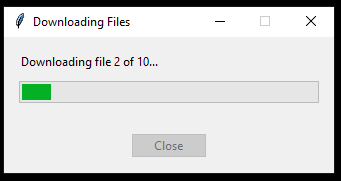 Downloading Files
Downloading file 2 of 10...
Close